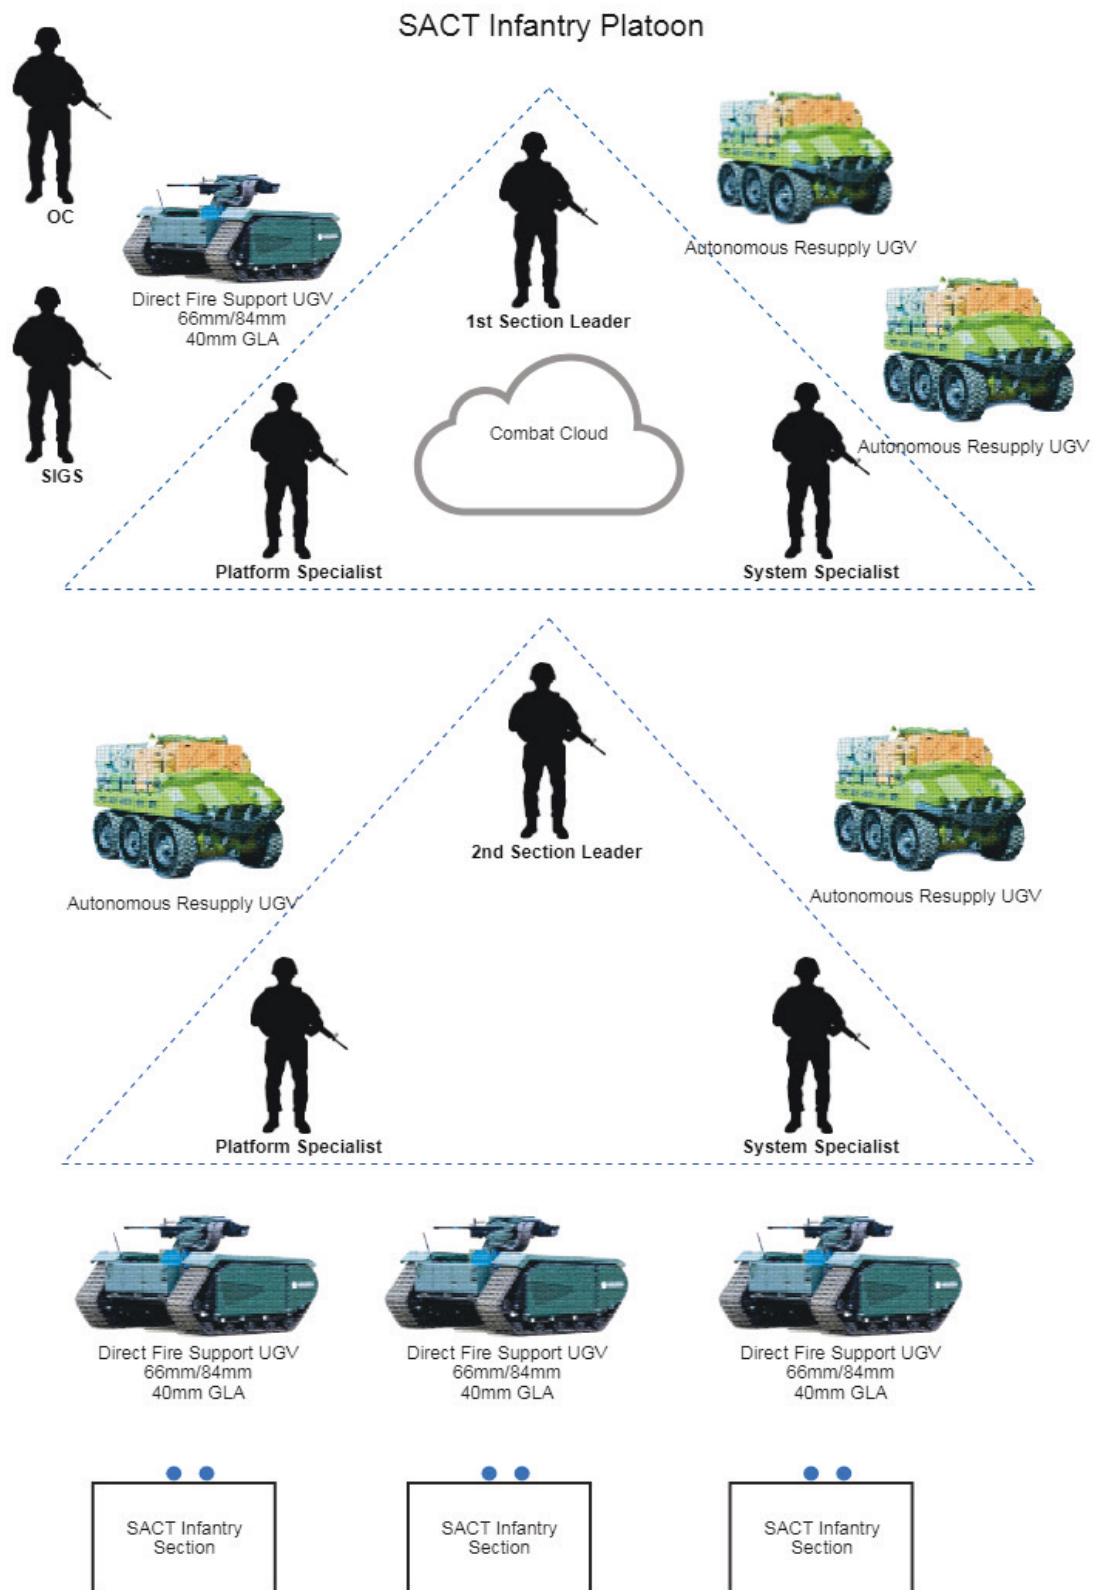 SACT Infantry Platoon
OC
Direct Fire Support UGV
66mm/84mm
40mm GLA
SIGS
1st Section Leader
Autonomous Resupply UGV
Autonomous Resupply UGV
Combat Cloud
Platform Specialist
System Specialist
2nd Section Leader
Autonomous Resupply UGV
Autonomous Resupply UGV
Platform Specialist
System Specialist
Direct Fire Support UGV
66mm/84mm
40mm GLA
Direct Fire Support UGV
66mm/84mm
40mm GLA
Direct Fire Support UGV
66mm/84mm
40mm GLA
SACT Infantry
Section
SACT Infantry
Section
SACT Infantry
Section